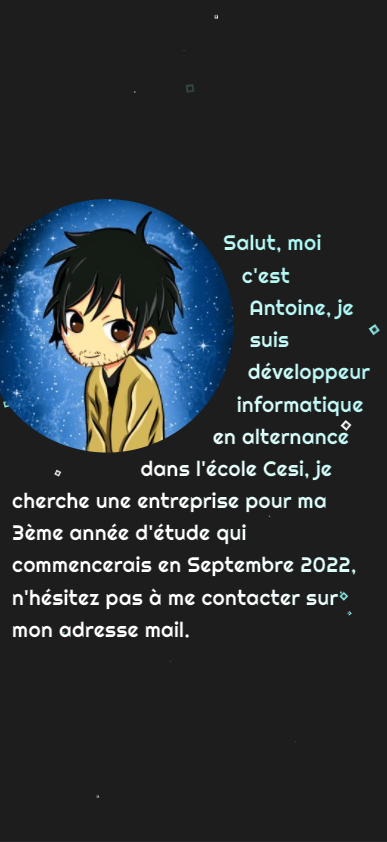 Salut, moi
c'est
Antoine, je
suis
développeur
informatique
en alternance
dans l'école Cesi, je
cherche une entreprise pour ma
3ème année d'étude qui
commencerais en Septembre 2022,
n'hésitez pas à me contacter sur
mon adresse mail.